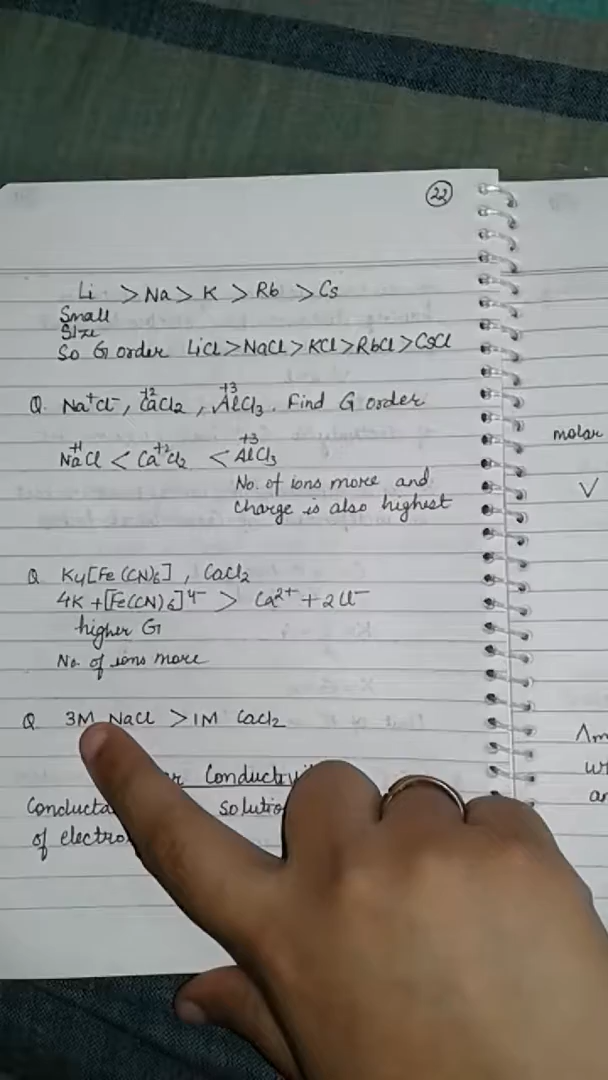 22
Li > Na > K > Rb > Cs
Small
Size
So G order LiCl > NaCl > KCl > RbCl > CsCl
Q. Na⁺Cl⁻, Ca⁺²Cl₂, Al⁺³Cl₃. Find G order
Na⁺¹Cl < Ca⁺²Cl₂ < Al⁺³Cl₃
No. of ions more and
charge is also highest
Q K₄[Fe(CN)₆], CaCl₂
4K + [Fe(CN)₆]⁴⁻ > Ca²⁺ + 2Cl⁻
higher G
No. of ions more
Q 3M NaCl > 1M CaCl₂
Conductivi
Conducta solutio
of electro
molar
V
Λm